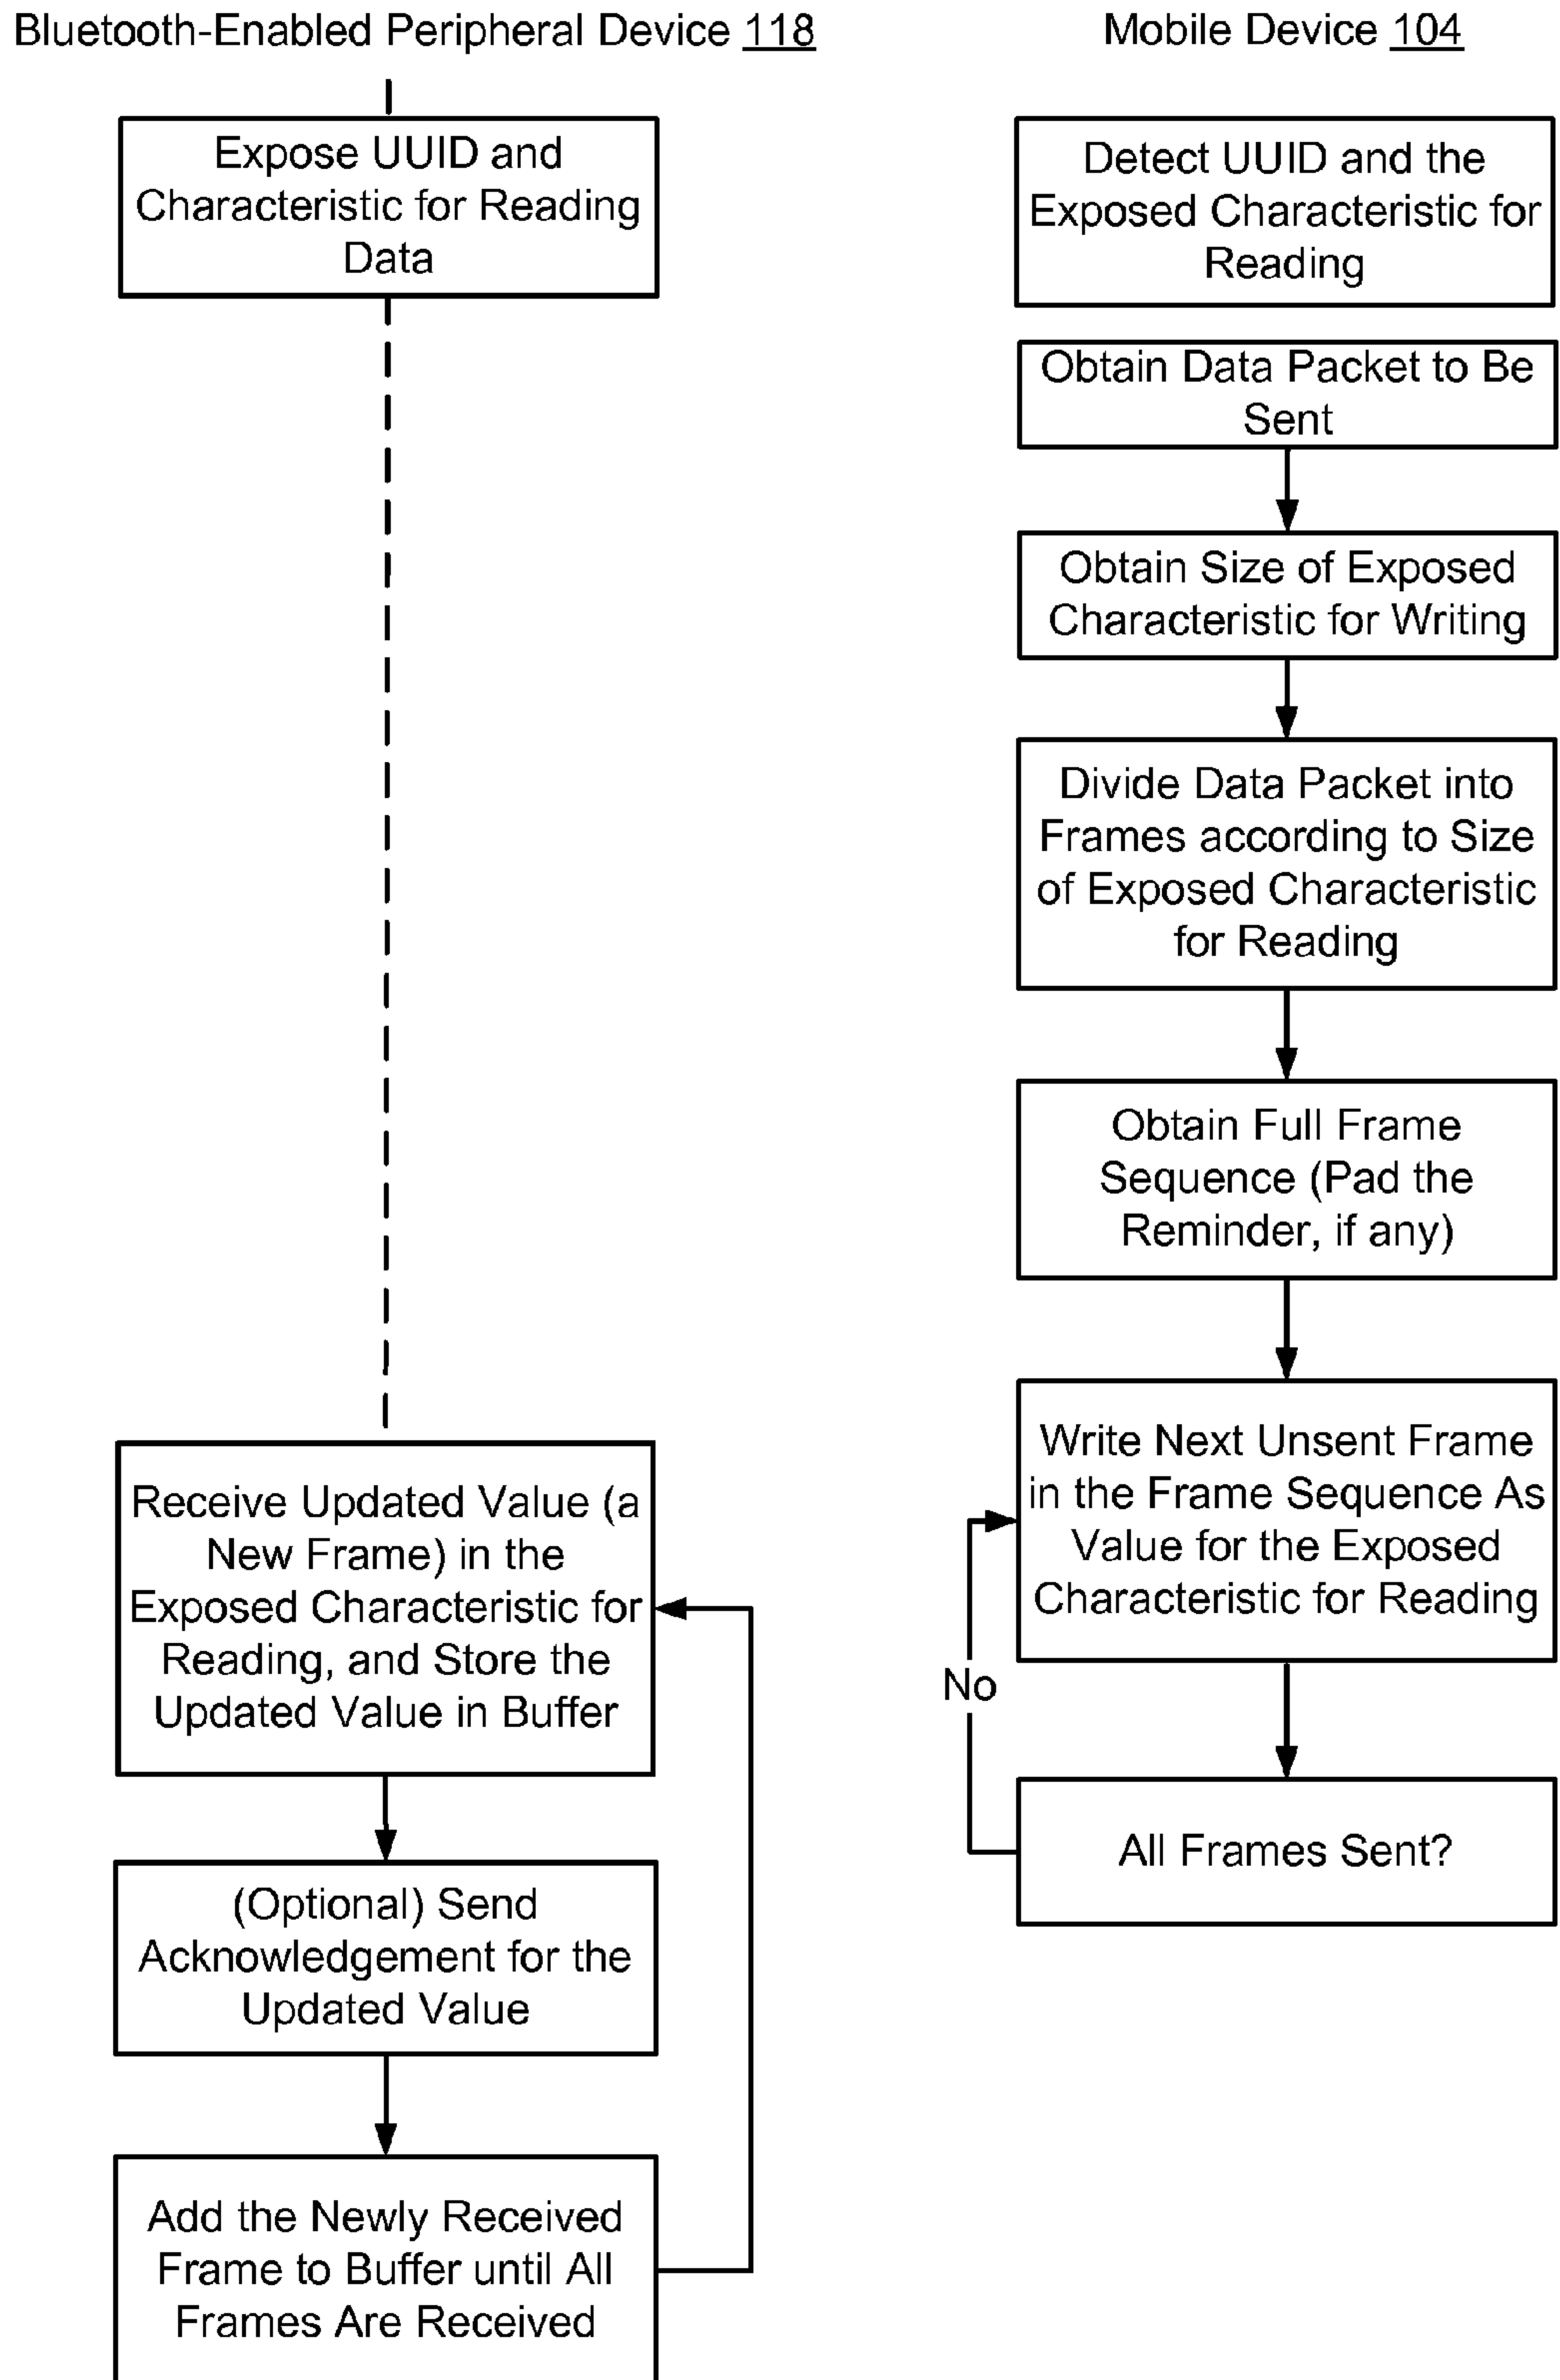 Bluetooth-Enabled Peripheral Device 118
Expose UUID and
Characteristic for Reading
Data
Receive Updated Value (a
New Frame) in the
Exposed Characteristic for
Reading, and Store the
Updated Value in Buffer
(Optional) Send
Acknowledgement for the
Updated Value
Add the Newly Received
Frame to Buffer until All
Frames Are Received
Mobile Device 104
Detect UUID and the
Exposed Characteristic for
Reading
Obtain Data Packet to Be
Sent
Obtain Size of Exposed
Characteristic for Writing
Divide Data Packet into
Frames according to Size
of Exposed Characteristic
for Reading
Obtain Full Frame
Sequence (Pad the
Reminder, if any)
Write Next Unsent Frame
in the Frame Sequence As
Value for the Exposed
Characteristic for Reading
No
All Frames Sent?